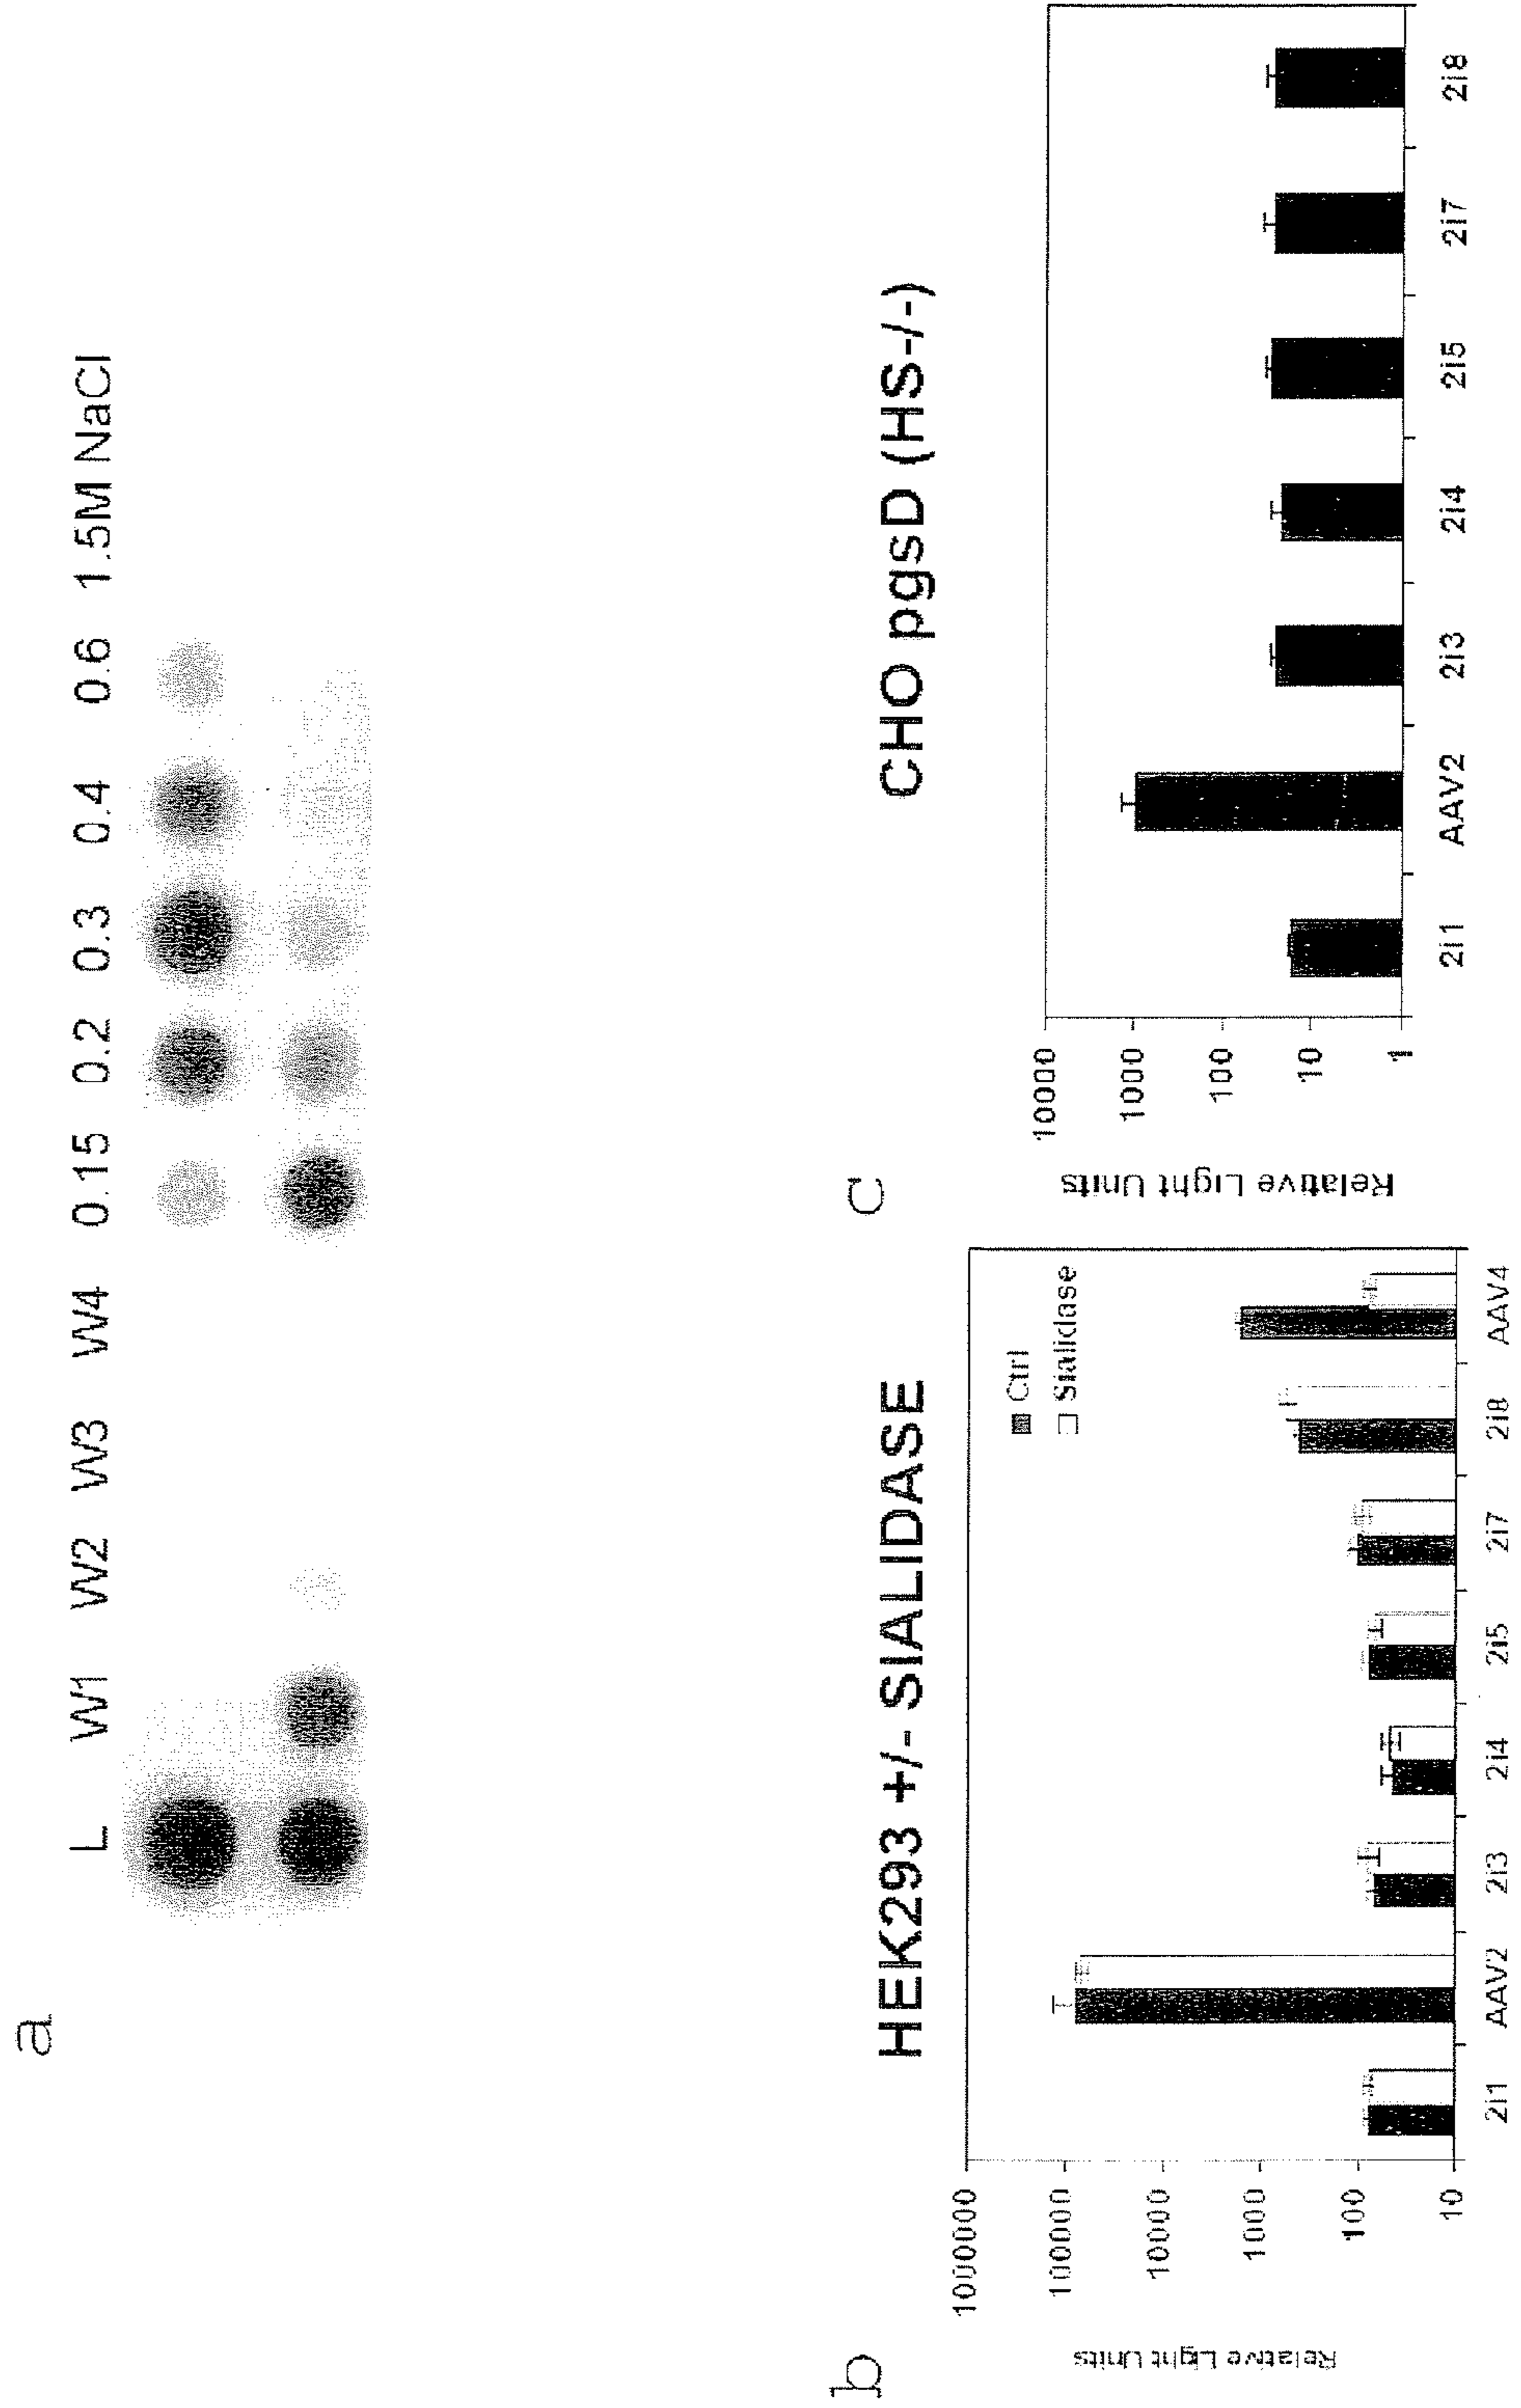 a
L W1 W2 W3 W4 0.15 0.2 0.3 0.4 0.6 1.5M NaCl
b
HEK293 +/- SIALIDASE
Relative Light Units
1000000
100000
10000
1000
100
10
Ctrl
Sialidase
2i1 AAV2 2i3 2i4 2i5 2i7 2i8 AAV4
c
CHO pgsD (HS-/-)
Relative Light Units
10000
1000
100
10
1
2i1 AAV2 2i3 2i4 2i5 2i7 2i8